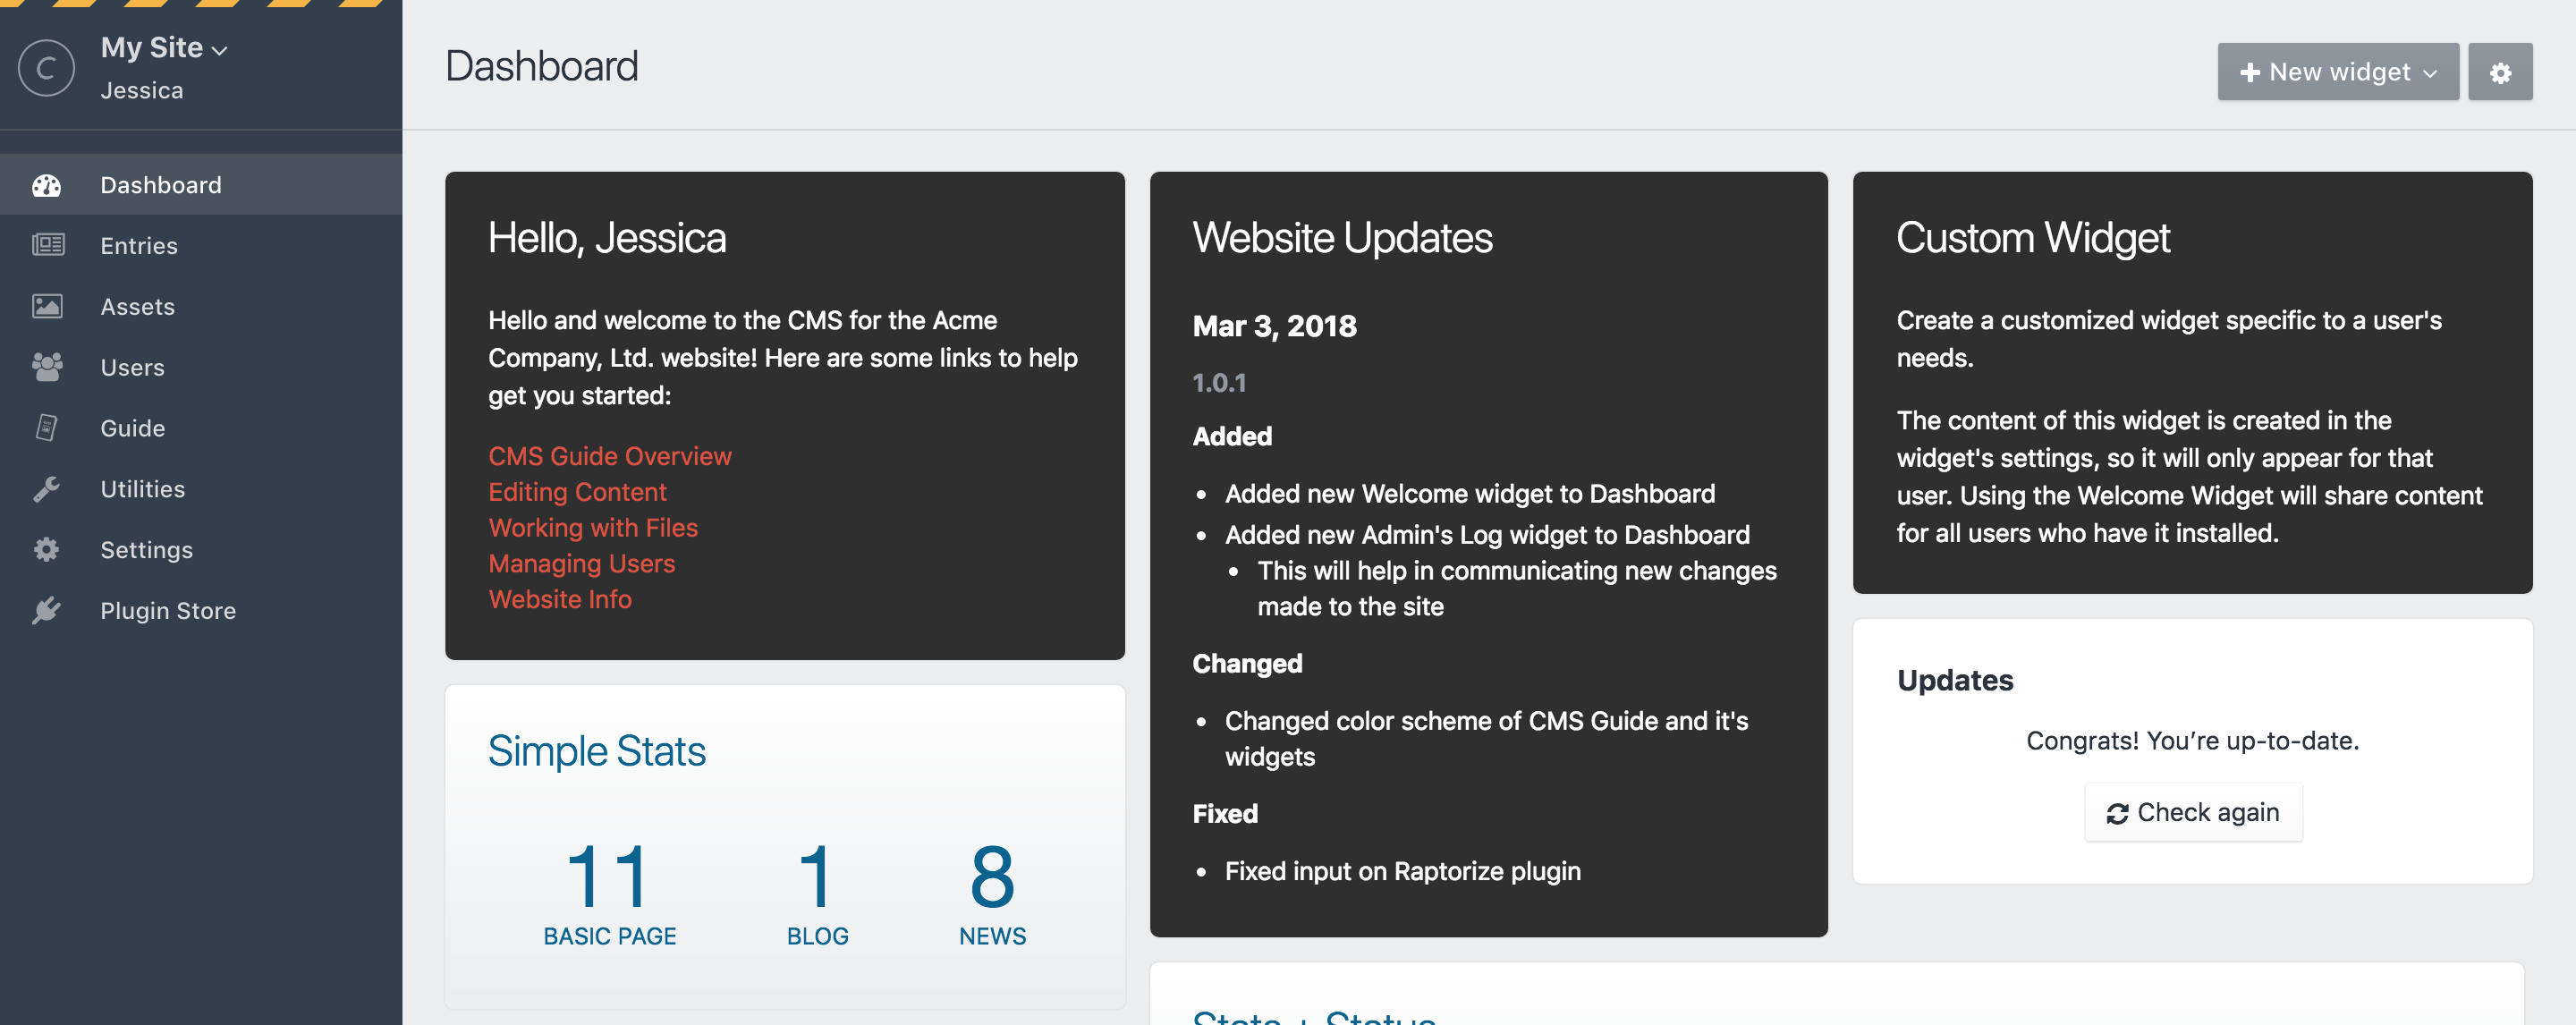 C
My Site
Jessica
Dashboard
Entries
Assets
Users
Guide
Utilities
Settings
Plugin Store
Dashboard
New widget
Hello, Jessica
Hello and welcome to the CMS for the Acme
Company, Ltd. website! Here are some links to help
get you started:
CMS Guide Overview
Editing Content
Working with Files
Managing Users
Website Info
Simple Stats
11
BASIC PAGE
1
BLOG
8
NEWS
Website Updates
Mar 3, 2018
1.0.1
Added
• Added new Welcome widget to Dashboard
• Added new Admin's Log widget to Dashboard
• This will help in communicating new changes
made to the site
Changed
• Changed color scheme of CMS Guide and it's
widgets
Fixed
• Fixed input on Raptorize plugin
Stats + Status
Custom Widget
Create a customized widget specific to a user's
needs.
The content of this widget is created in the
widget's settings, so it will only appear for that
user. Using the Welcome Widget will share content
for all users who have it installed.
Updates
Congrats! You’re up-to-date.
Check again